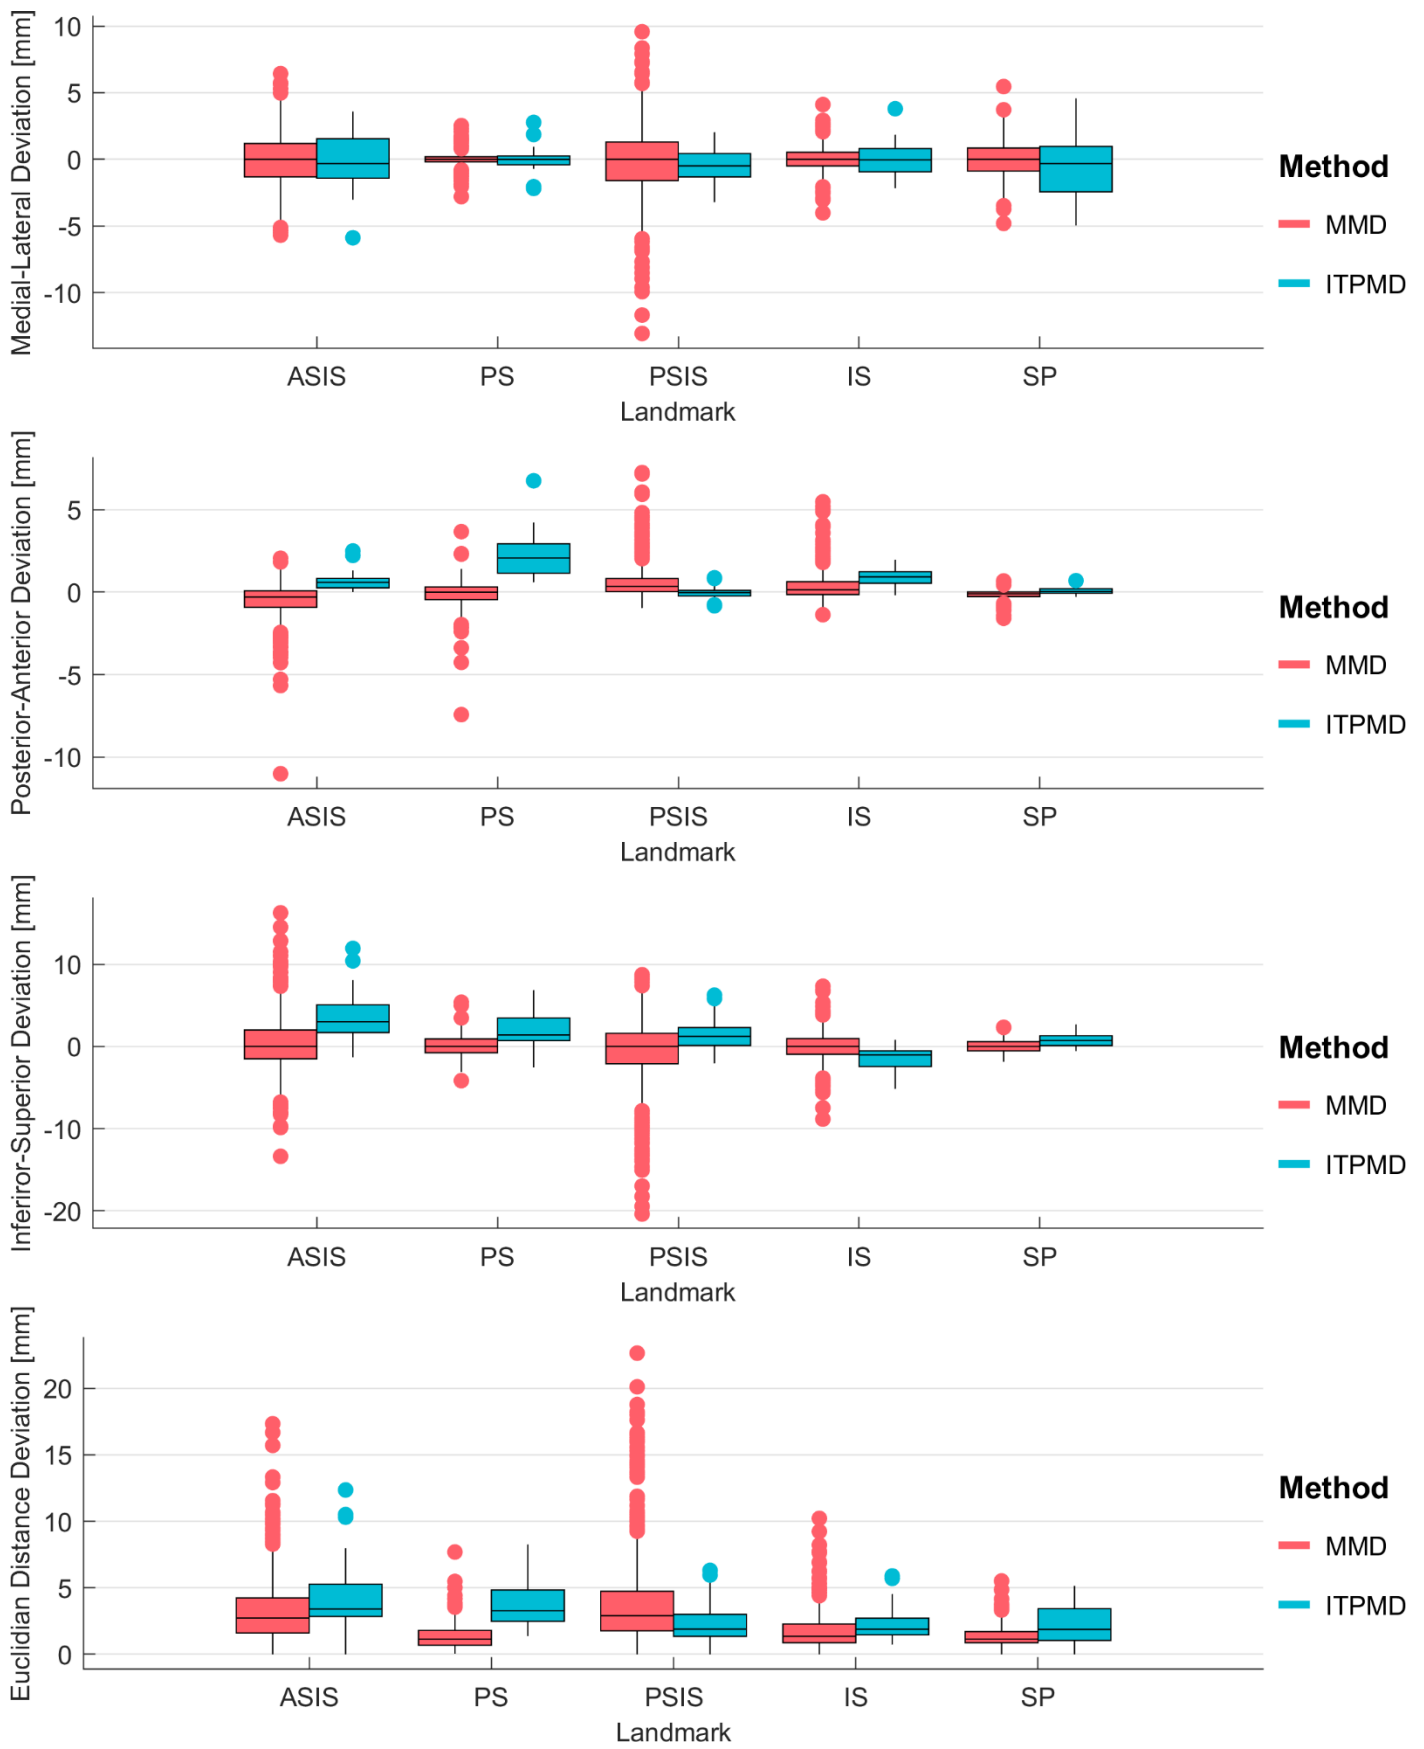 Medial-Lateral Deviation [mm]
10
5
0
-5
-10
ASIS PS PSIS IS SP
Landmark
Method
MMD
ITPMD
Posterior-Anterior Deviation [mm]
5
0
-5
-10
ASIS PS PSIS IS SP
Landmark
Method
MMD
ITPMD
Inferiror-Superior Deviation [mm]
10
0
-10
-20
ASIS PS PSIS IS SP
Landmark
Method
MMD
ITPMD
Euclidian Distance Deviation [mm]
20
15
10
5
0
ASIS PS PSIS IS SP
Landmark
Method
MMD
ITPMD